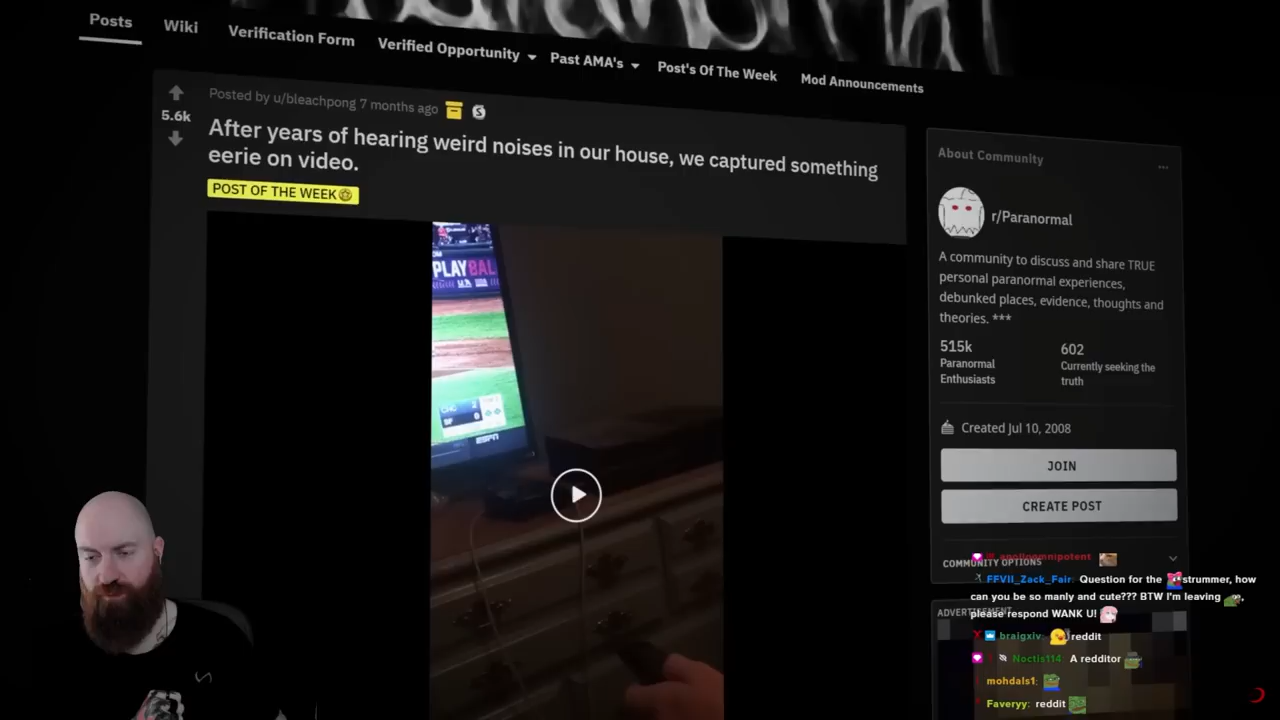 Posts Wiki Verification Form Verified Opportunity Past AMA's Post's Of The Week Mod Announcements
Posted by u/bleachpong 7 months ago
5.6k
After years of hearing weird noises in our house, we captured something
eerie on video.
POST OF THE WEEK
PLAYBAL
ESPN
About Community
r/Paranormal
A community to discuss and share TRUE
personal paranormal experiences,
debunked places, evidence, thoughts and
theories. ***
515k
Paranormal
Enthusiasts
602
Currently seeking the
truth
Created Jul 10, 2008
JOIN
CREATE POST
COMMUNITY OPTIONS
FFVII_Zack_Fair: Question for the strummer, how
can you be so manly and cute??? BTW I'm leaving ,
please respond WANK U!
ADVERTISEMENT
braigxiv: reddit
Noctis114: A redditor
mohdals1:
Faveryy: reddit